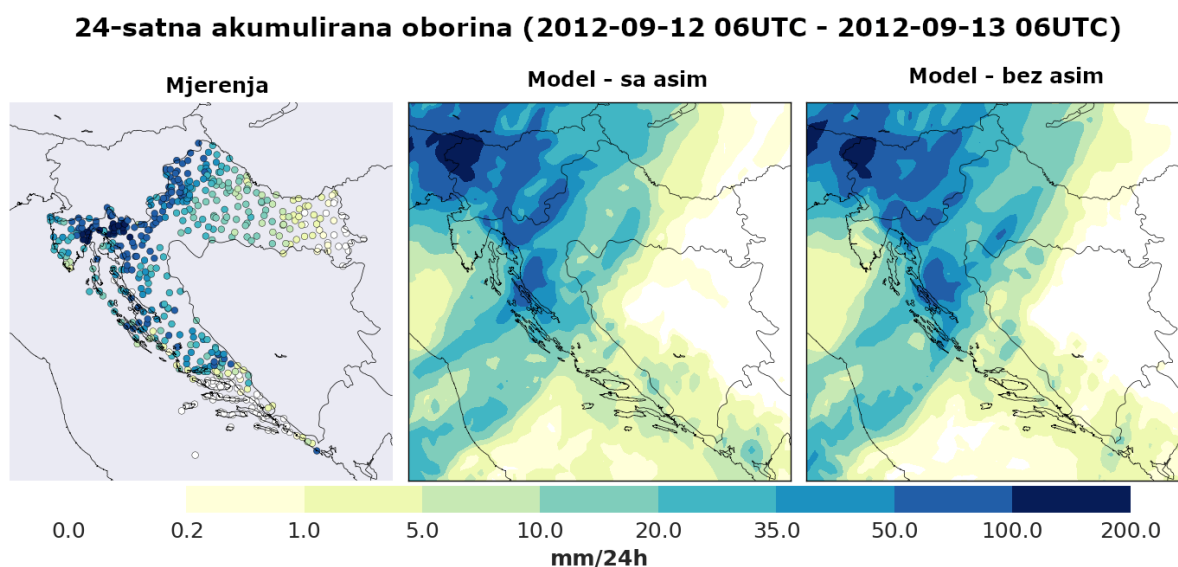 24-satna akumulirana oborina (2012-09-12 06UTC - 2012-09-13 06UTC)
Mjerenja
Model - sa asim
Model - bez asim
0.0 0.2 1.0 5.0 10.0 20.0 35.0 50.0 100.0 200.0
mm/24h